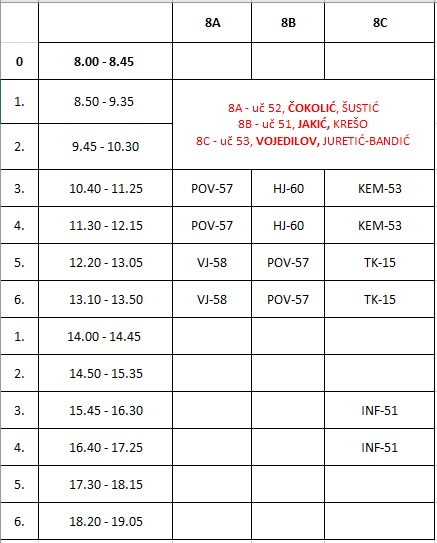 8A 8B 8C
0 8.00 - 8.45
1. 8.50 - 9.35
8A - uč 52, ČOKOLIĆ, ŠUSTIĆ
8B - uč 51, JAKIĆ, KREŠO
8C - uč 53, VOJEDILOV, JURETIĆ-BANDIĆ
2. 9.45 - 10.30
3. 10.40 - 11.25 POV-57 HJ-60 KEM-53
4. 11.30 - 12.15 POV-57 HJ-60 KEM-53
5. 12.20 - 13.05 VJ-58 POV-57 TK-15
6. 13.10 - 13.50 VJ-58 POV-57 TK-15
1. 14.00 - 14.45
2. 14.50 - 15.35
3. 15.45 - 16.30 INF-51
4. 16.40 - 17.25 INF-51
5. 17.30 - 18.15
6. 18.20 - 19.05